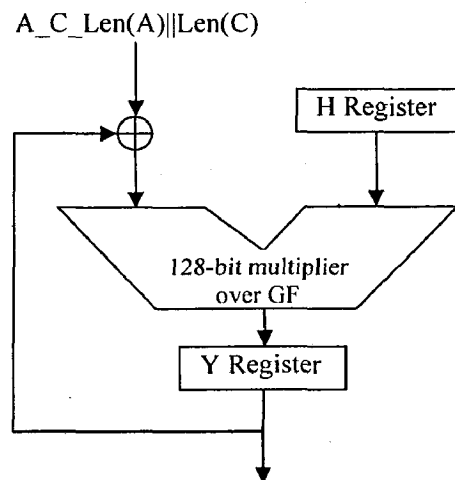 A_C_Len(A)||Len(C)
H Register
128-bit multiplier
over GF
Y Register